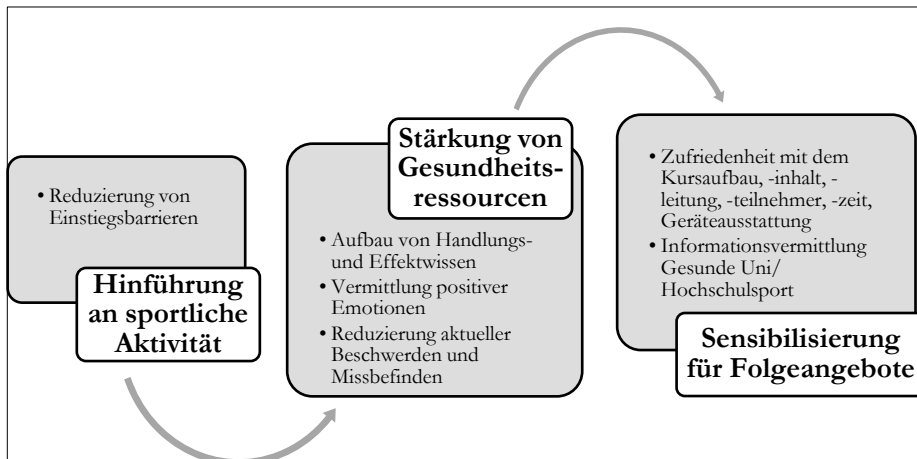 • Reduzierung von
Einstiegsbarrieren
Hinführung
an sportliche
Aktivität
Stärkung von
Gesundheits-
ressourcen
• Aufbau von Handlungs-
und Effektwissen
• Vermittlung positiver
Emotionen
• Reduzierung aktueller
Beschwerden und
Missbefinden
• Zufriedenheit mit dem
Kursaufbau, -inhalt, -
leitung, -teilnehmer, -zeit,
Geräteausstattung
• Informationsvermittlung
Gesunde Uni/
Hochschulsport
Sensibilisierung
für Folgeangebote